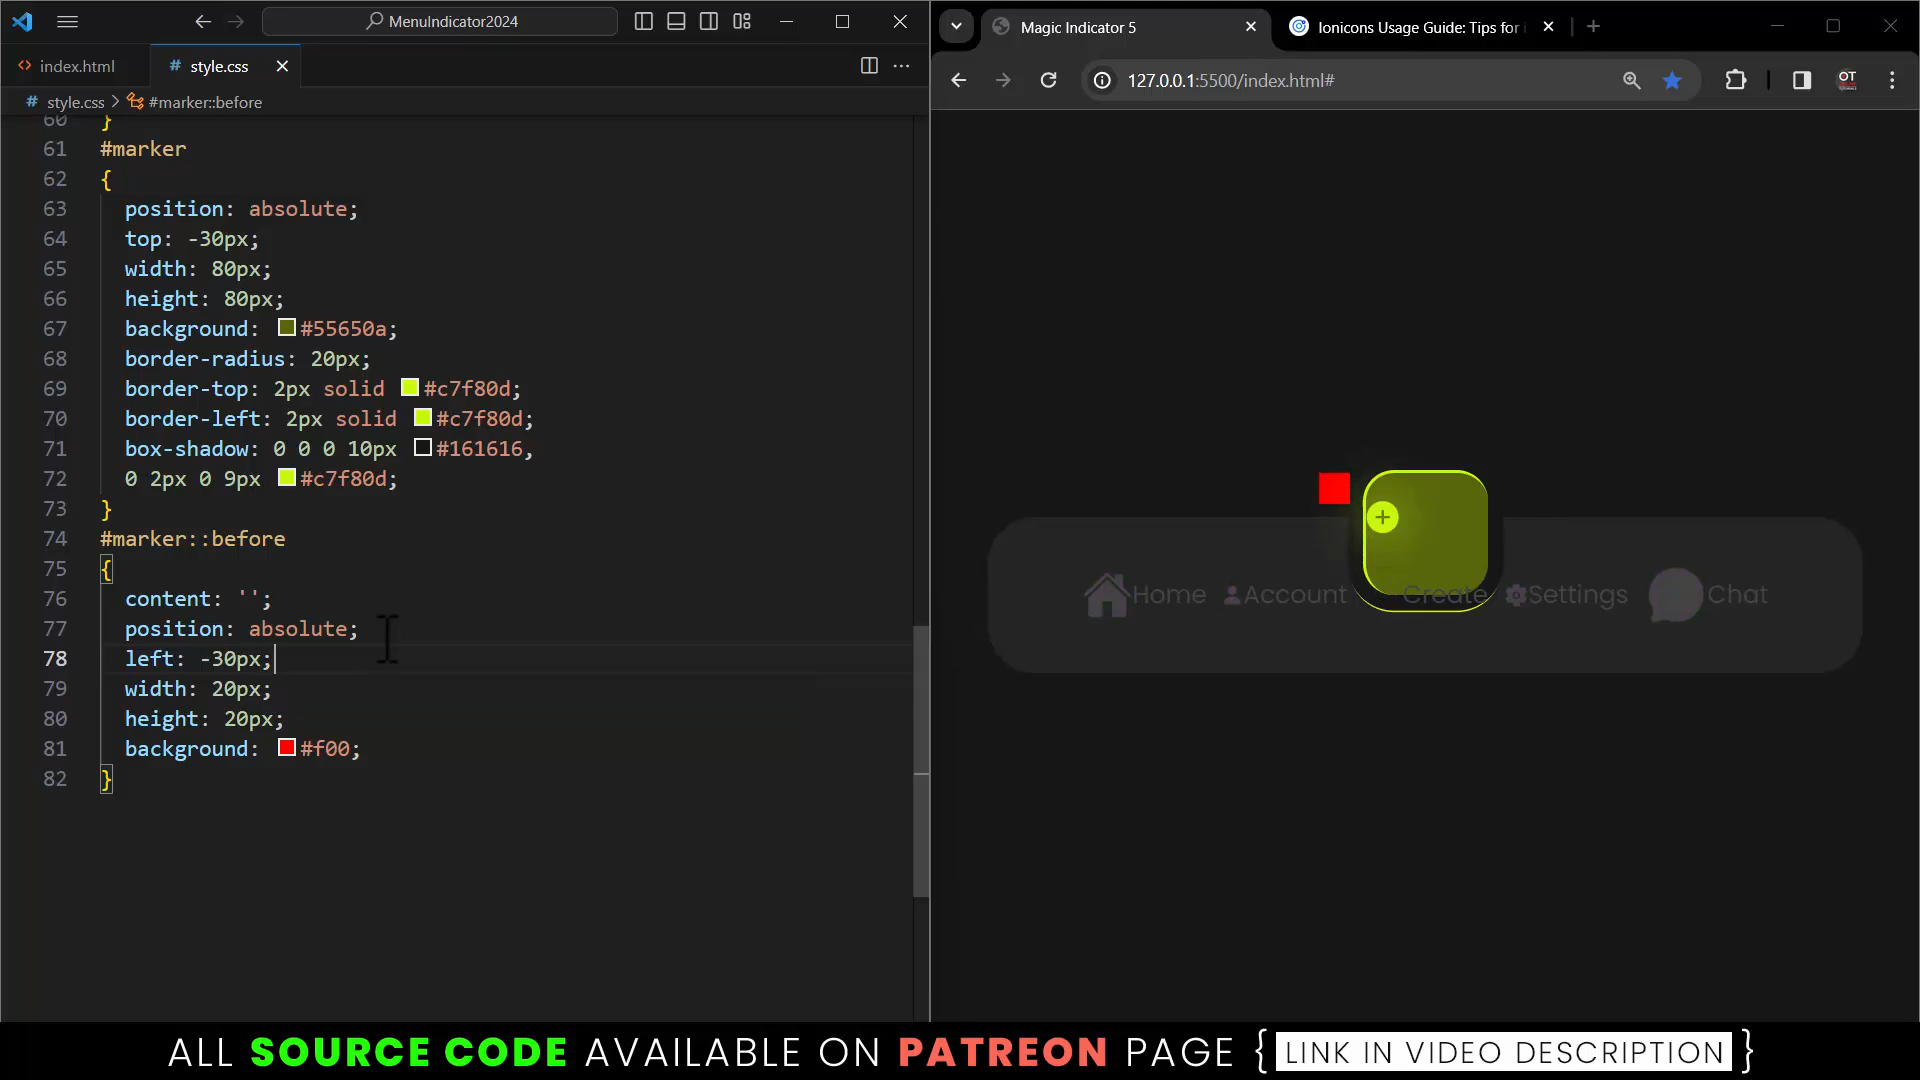 MenuIndicator2024
index.html
# style.css
# style.css > #marker::before
60 }
61 #marker
62 {
63 position: absolute;
64 top: -30px;
65 width: 80px;
66 height: 80px;
67 background: #55650a;
68 border-radius: 20px;
69 border-top: 2px solid #c7f80d;
70 border-left: 2px solid #c7f80d;
71 box-shadow: 0 0 0 10px #161616,
72 0 2px 0 9px #c7f80d;
73 }
74 #marker::before
75 {
76 content: '';
77 position: absolute;
78 left: -30px;
79 width: 20px;
80 height: 20px;
81 background: #f00;
82 }
Magic Indicator 5
Ionicons Usage Guide: Tips for
127.0.0.1:5500/index.html#
OT
Home Account Create Settings Chat
ALL SOURCE CODE AVAILABLE ON PATREON PAGE { LINK IN VIDEO DESCRIPTION }